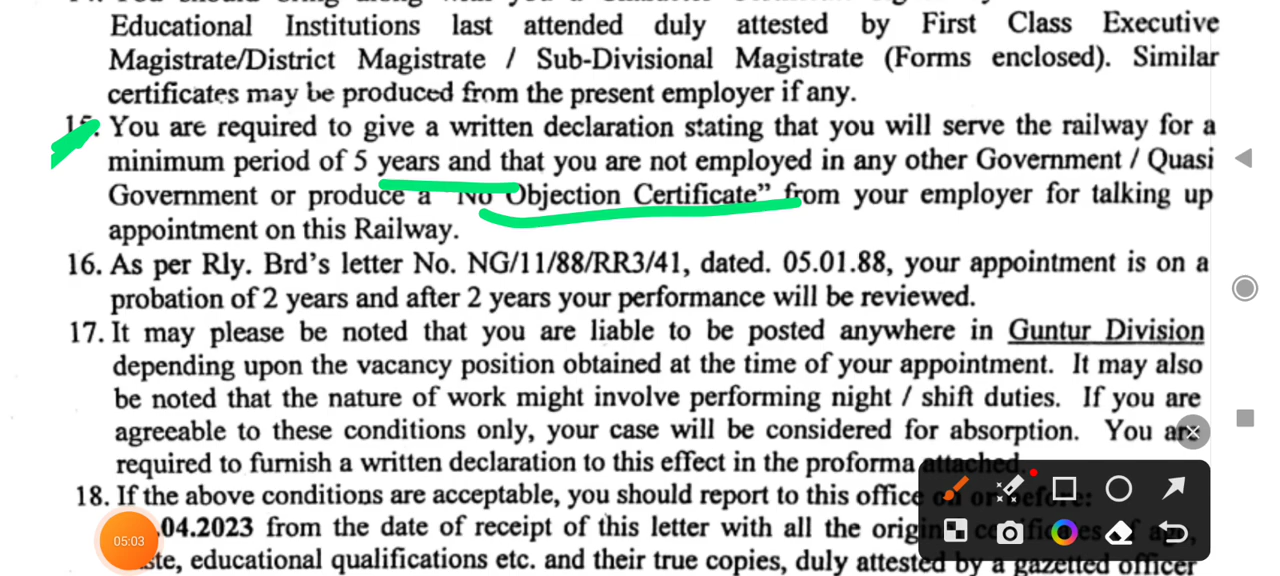 Educational Institutions last attended duly attested by First Class Executive
Magistrate/District Magistrate / Sub-Divisional Magistrate (Forms enclosed). Similar
certificates may be produced from the present employer if any.
15. You are required to give a written declaration stating that you will serve the railway for a
minimum period of 5 years and that you are not employed in any other Government / Quasi
Government or produce a "No Objection Certificate" from your employer for talking up
appointment on this Railway.
16. As per Rly. Brd's letter No. NG/11/88/RR3/41, dated. 05.01.88, your appointment is on a
probation of 2 years and after 2 years your performance will be reviewed.
17. It may please be noted that you are liable to be posted anywhere in Guntur Division
depending upon the vacancy position obtained at the time of your appointment. It may also
be noted that the nature of work might involve performing night / shift duties. If you are
agreeable to these conditions only, your case will be considered for absorption. You are
required to furnish a written declaration to this effect in the proforma attached.
18. If the above conditions are acceptable, you should report to this office on or before:
.04.2023 from the date of receipt of this letter with all the original certificates of age,
educational qualifications etc. and their true copies, duly attested by a gazetted officer
05:03